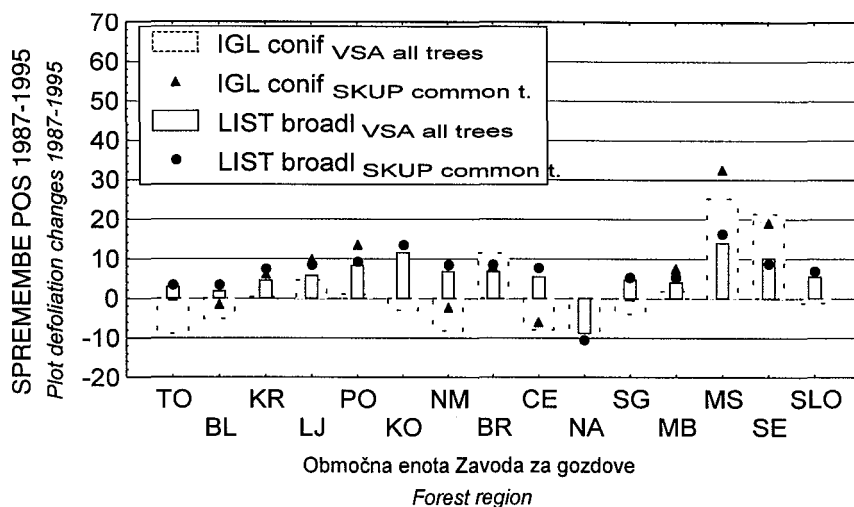 SPREMEMBE POS 1987-1995
Plot defoliation changes 1987-1995
70
60
50
40
30
20
10
0
-10
-20
IGL conif VSA all trees
IGL conif SKUP common t.
LIST broadl VSA all trees
LIST broadl SKUP common t.
TO KR PO NM CE SG MS SLO
BL LJ KO BR NA MB SE
Območna enota Zavoda za gozdove
Forest region